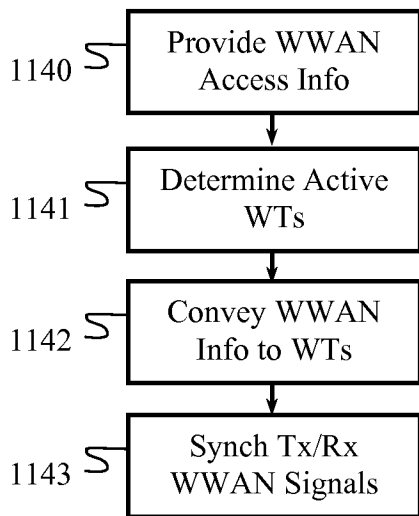 1140
Provide WWAN
Access Info
1141
Determine Active
WTs
1142
Convey WWAN
Info to WTs
1143
Synch Tx/Rx
WWAN Signals